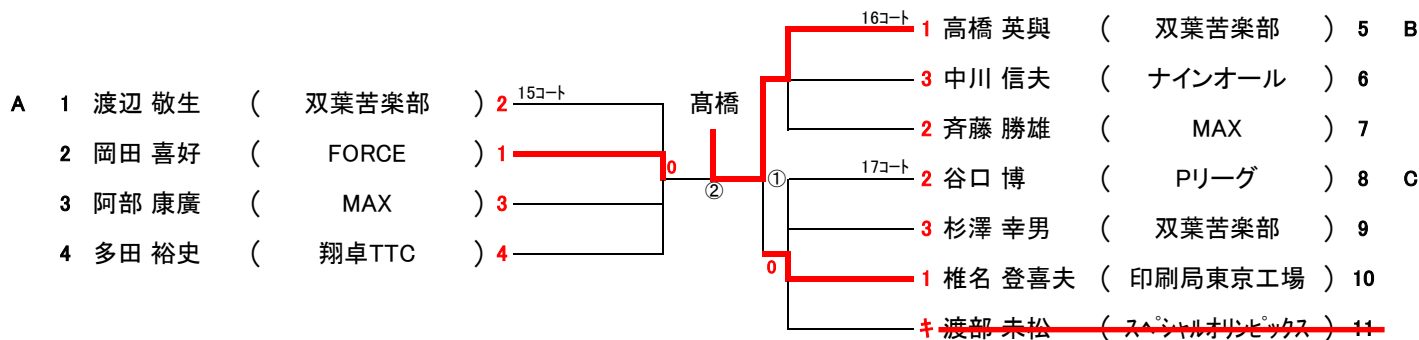 A 1 渡辺 敬生 ( 双葉苦楽部 ) 2 15コート
2 岡田 喜好 ( FORCE ) 1
0
3 阿部 康廣 ( MAX ) 3
4 多田 裕史 ( 翔卓TTC ) 4
髙橋
②
①
0
16コート 1 高橋 英與 ( 双葉苦楽部 ) 5 B
3 中川 信夫 ( ナインオール ) 6
2 斉藤 勝雄 ( MAX ) 7
17コート 2 谷口 博 ( Pリーグ ) 8 C
3 杉澤 幸男 ( 双葉苦楽部 ) 9
1 椎名 登喜夫 ( 印刷局東京工場 ) 10
キ 渡部 未松 ( スペシャルオリンピックス ) 11